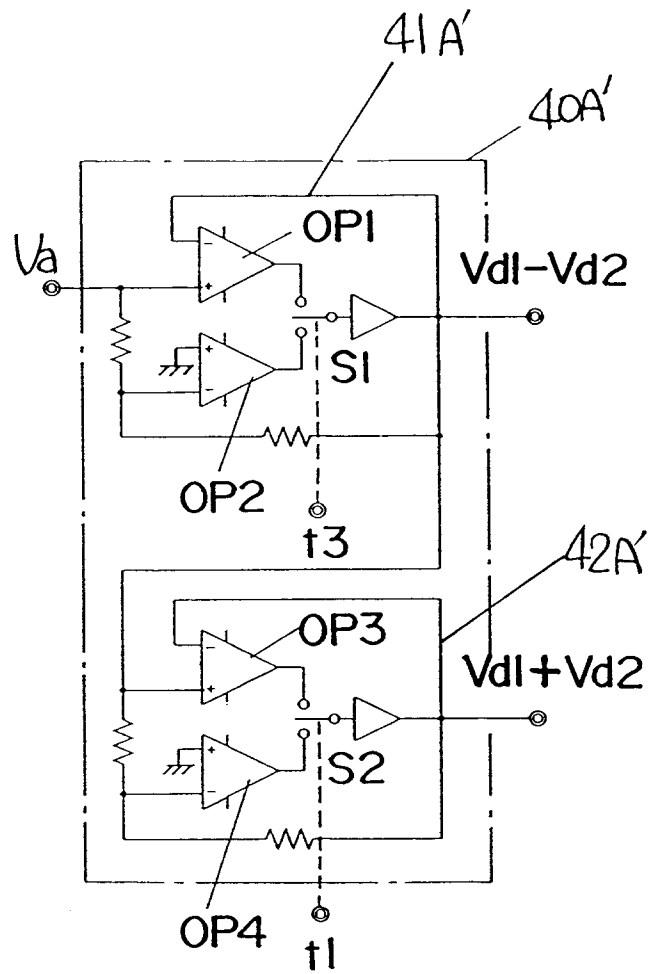 41A'
40A'
Va
OP1
Vd1-Vd2
-
+
+
-
S1
OP2
t3
42A'
OP3
Vd1+Vd2
-
+
+
-
S2
OP4
t1